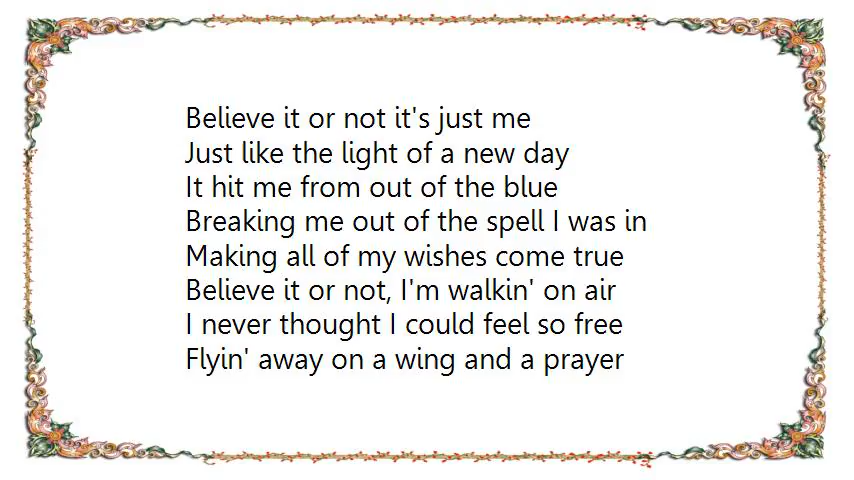 Believe it or not it's just me
Just like the light of a new day
It hit me from out of the blue
Breaking me out of the spell I was in
Making all of my wishes come true
Believe it or not, I'm walkin' on air
I never thought I could feel so free
Flyin' away on a wing and a prayer